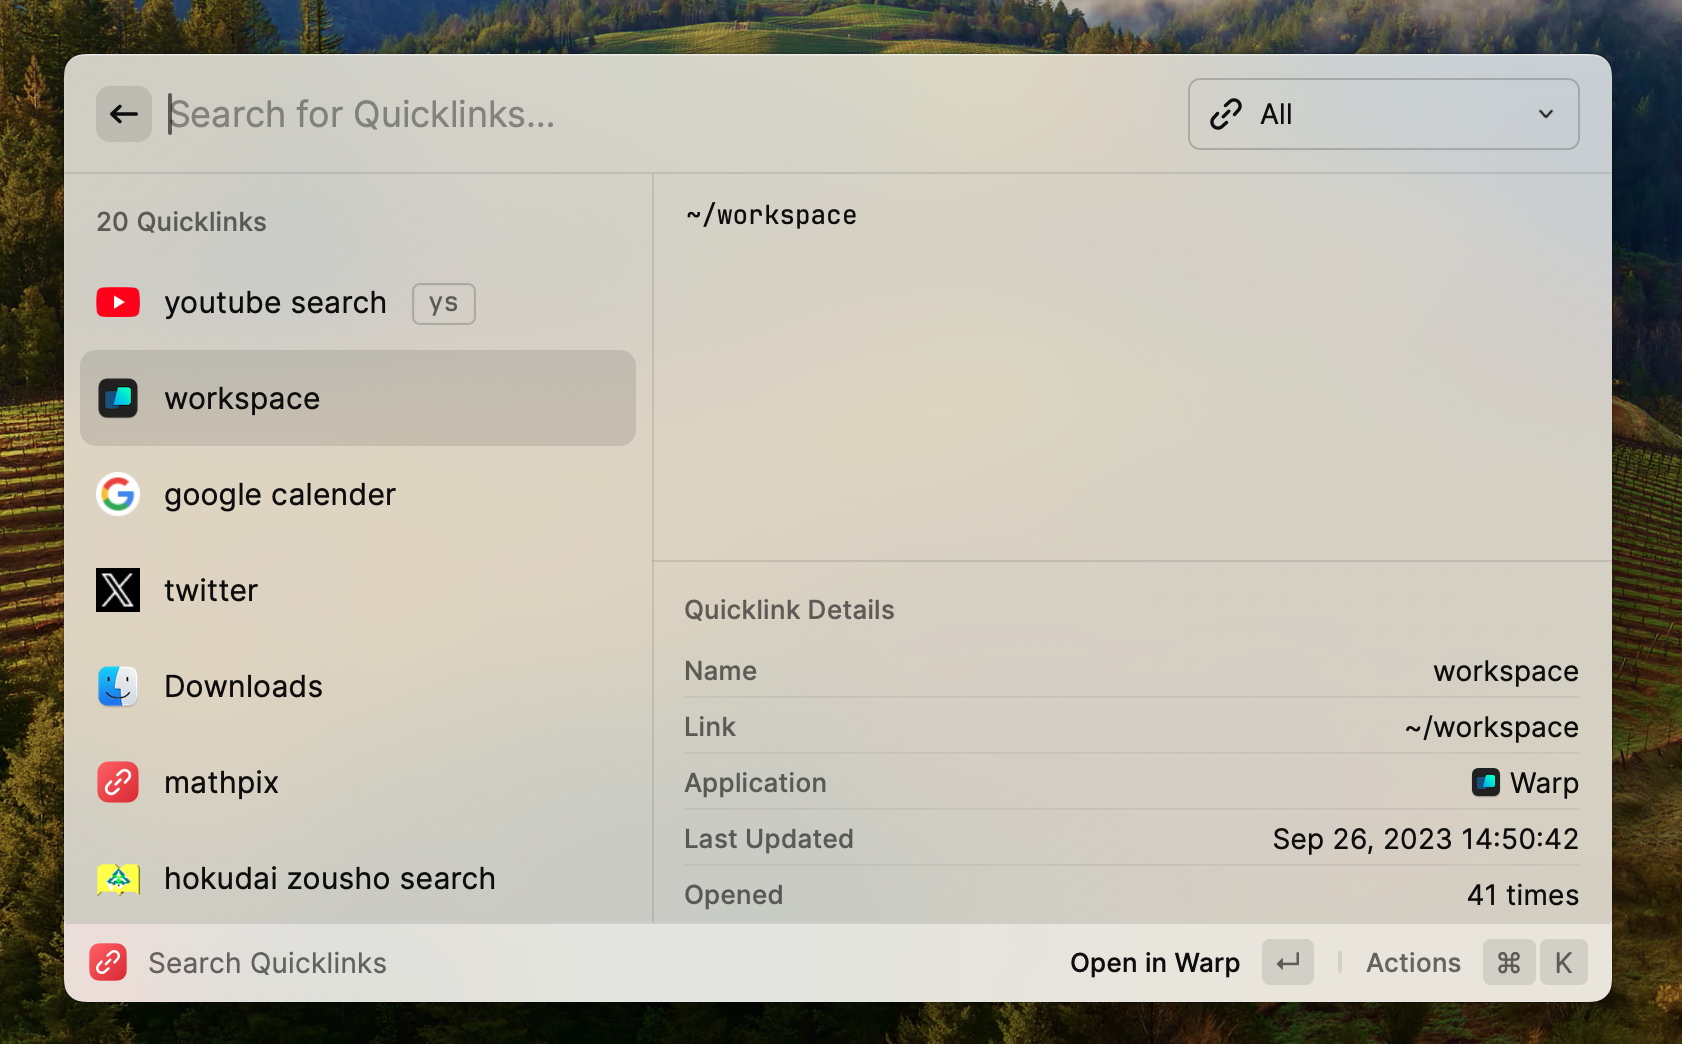 Search for Quicklinks...
All
20 Quicklinks
youtube search ys
workspace
google calender
twitter
Downloads
mathpix
hokudai zousho search
~/workspace
Quicklink Details
Name workspace
Link ~/workspace
Application Warp
Last Updated Sep 26, 2023 14:50:42
Opened 41 times
Search Quicklinks
Open in Warp ↵ Actions ⌘ K